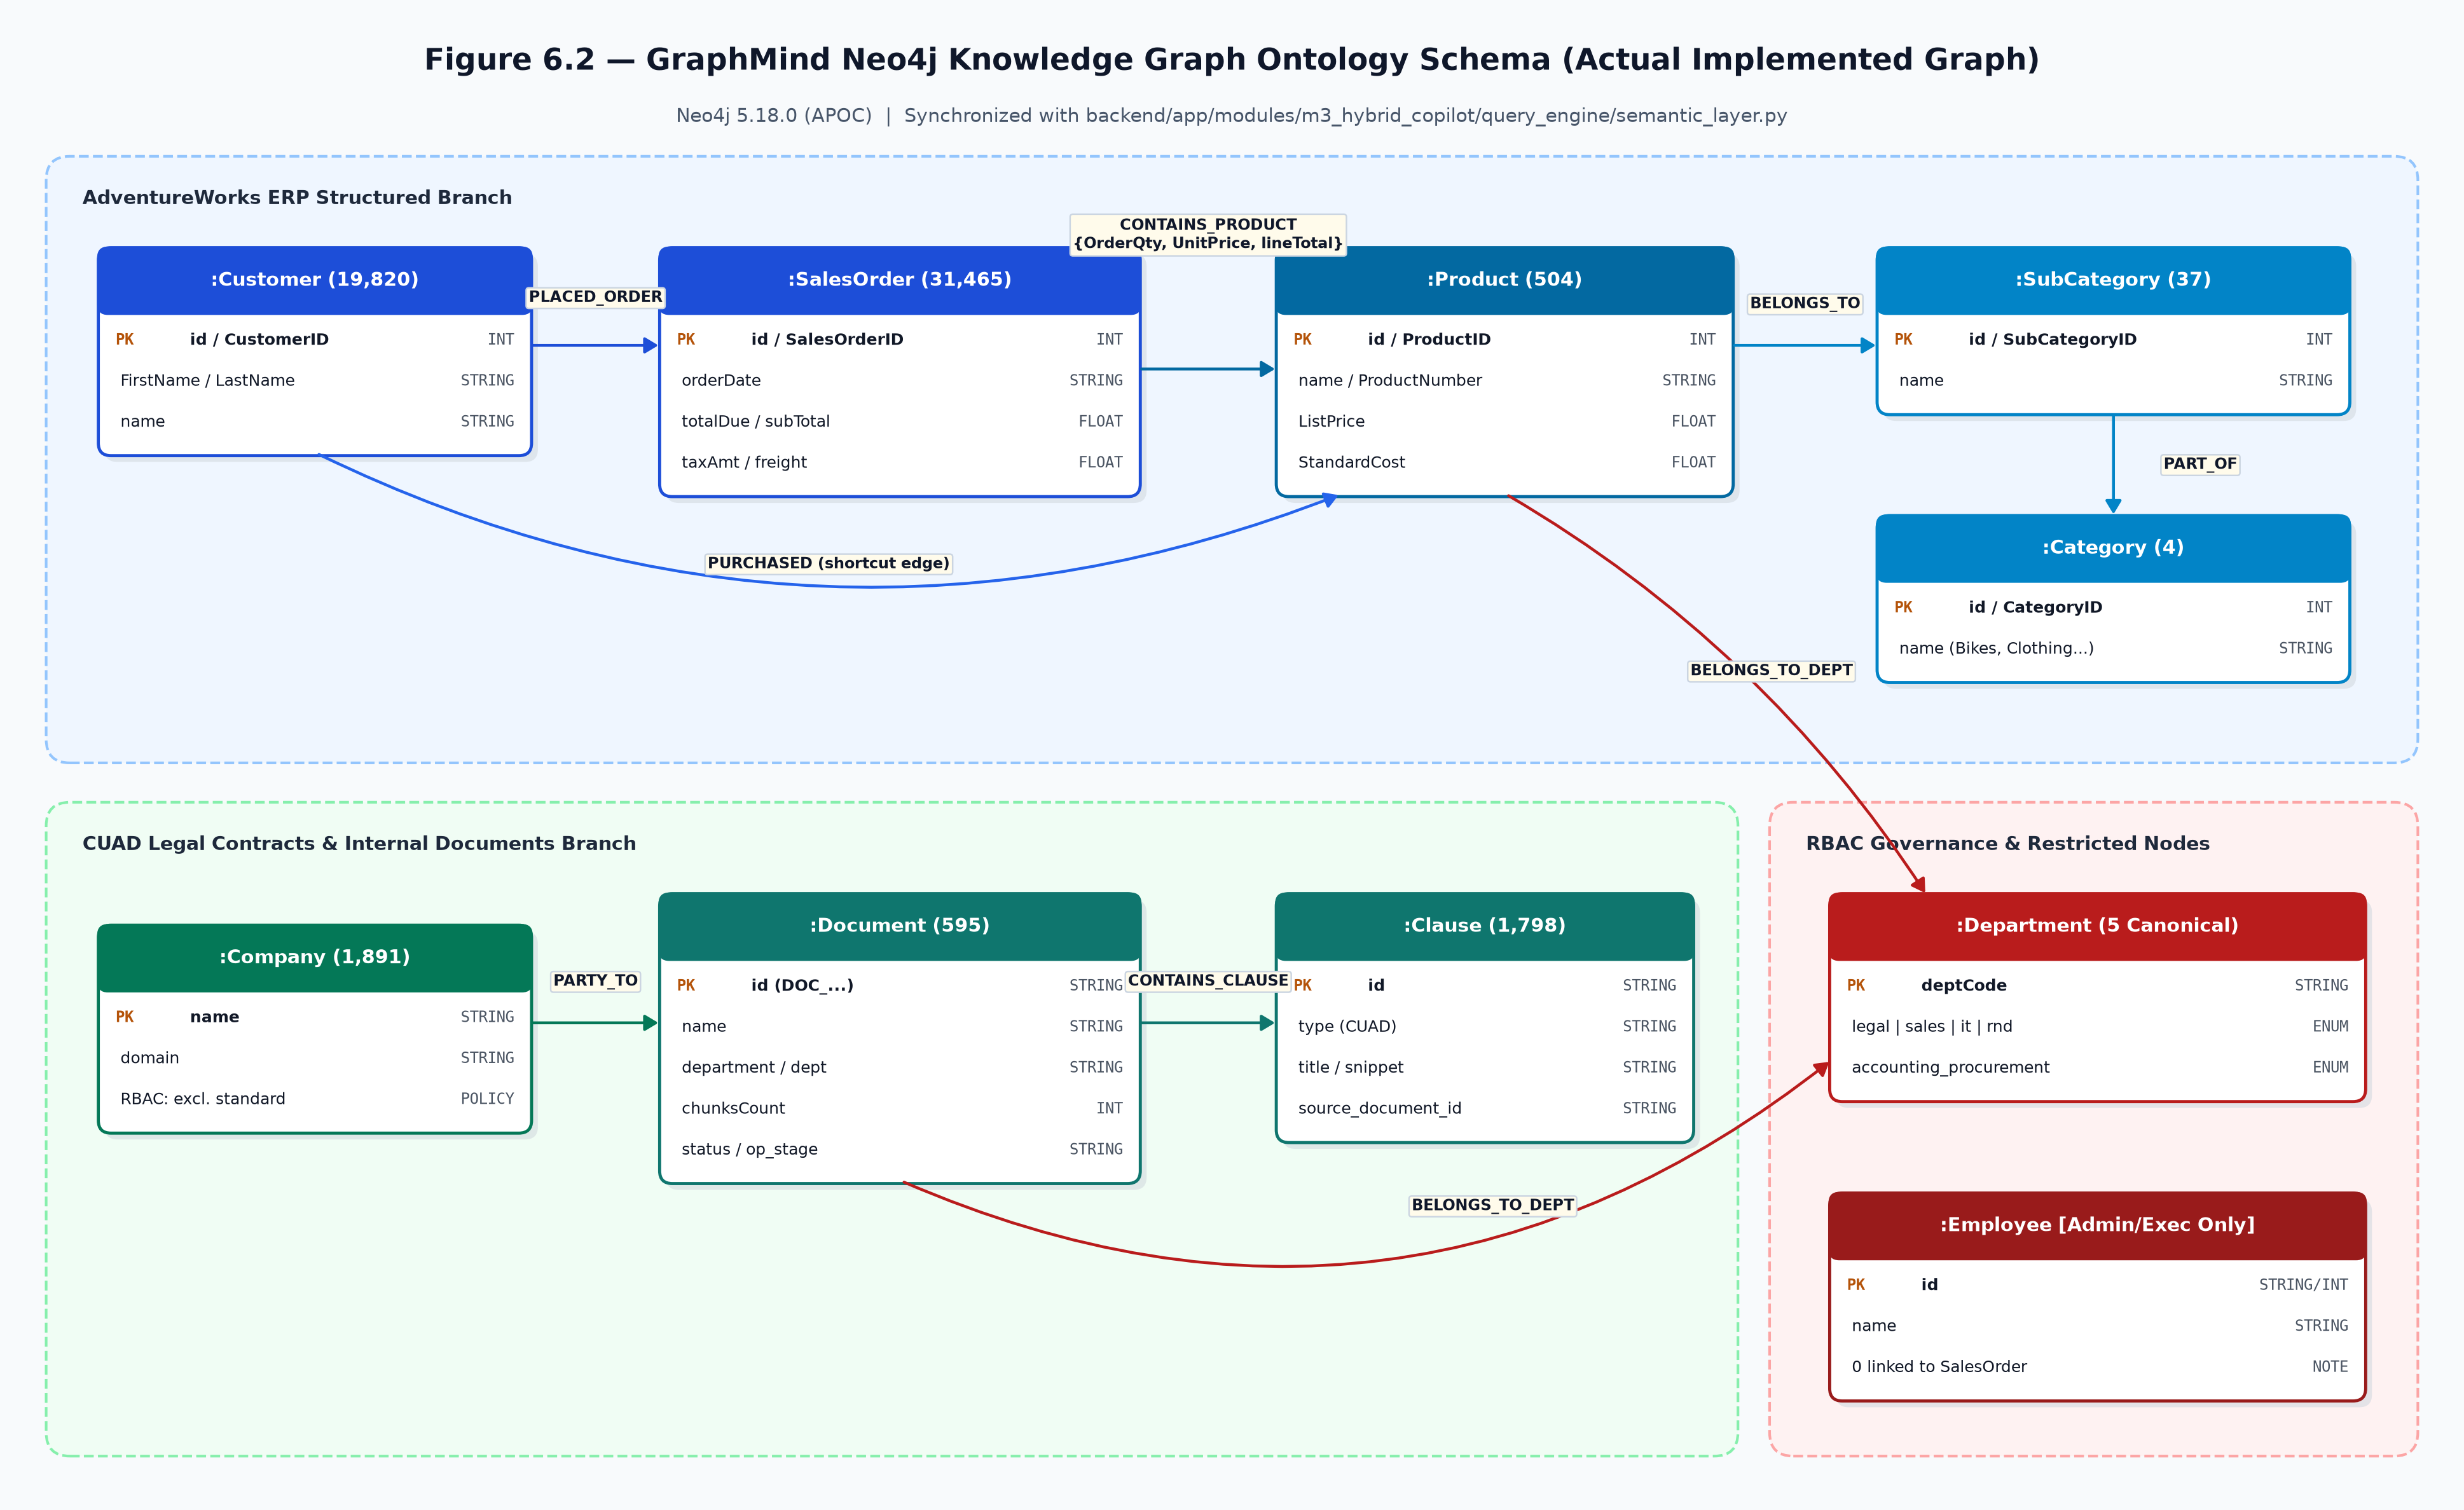 Figure 6.2 — GraphMind Neo4j Knowledge Graph Ontology Schema (Actual Implemented Graph)
Neo4j 5.18.0 (APOC) | Synchronized with backend/app/modules/m3_hybrid_copilot/query_engine/semantic_layer.py
AdventureWorks ERP Structured Branch
:Customer (19,820)
PK id / CustomerID INT
FirstName / LastName STRING
name STRING
PLACED_ORDER
:SalesOrder (31,465)
PK id / SalesOrderID INT
orderDate STRING
totalDue / subTotal FLOAT
taxAmt / freight FLOAT
CONTAINS_PRODUCT
{OrderQty, UnitPrice, lineTotal}
:Product (504)
PK id / ProductID INT
name / ProductNumber STRING
ListPrice FLOAT
StandardCost FLOAT
BELONGS_TO
:SubCategory (37)
PK id / SubCategoryID INT
name STRING
PART_OF
:Category (4)
PK id / CategoryID INT
name (Bikes, Clothing...) STRING
PURCHASED (shortcut edge)
BELONGS_TO_DEPT
CUAD Legal Contracts & Internal Documents Branch
:Company (1,891)
PK name STRING
domain STRING
RBAC: excl. standard POLICY
PARTY_TO
:Document (595)
PK id (DOC_...) STRING
name STRING
department / dept STRING
chunksCount INT
status / op_stage STRING
CONTAINS_CLAUSE
:Clause (1,798)
PK id STRING
type (CUAD) STRING
title / snippet STRING
source_document_id STRING
BELONGS_TO_DEPT
RBAC Governance & Restricted Nodes
:Department (5 Canonical)
PK deptCode STRING
legal | sales | it | rnd ENUM
accounting_procurement ENUM
:Employee [Admin/Exec Only]
PK id STRING/INT
name STRING
0 linked to SalesOrder NOTE